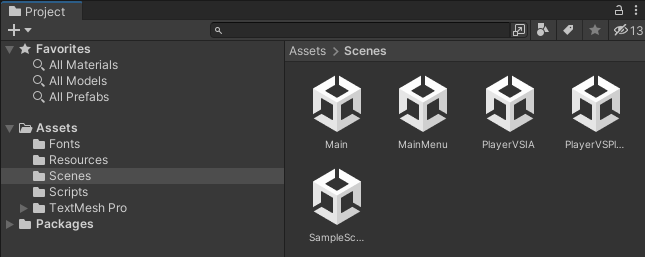 Project
13
Favorites
All Materials
All Models
All Prefabs
Assets
Fonts
Resources
Scenes
Scripts
TextMesh Pro
Packages
Assets > Scenes
Main
MainMenu
PlayerVSIA
PlayerVSPl...
SampleSc...